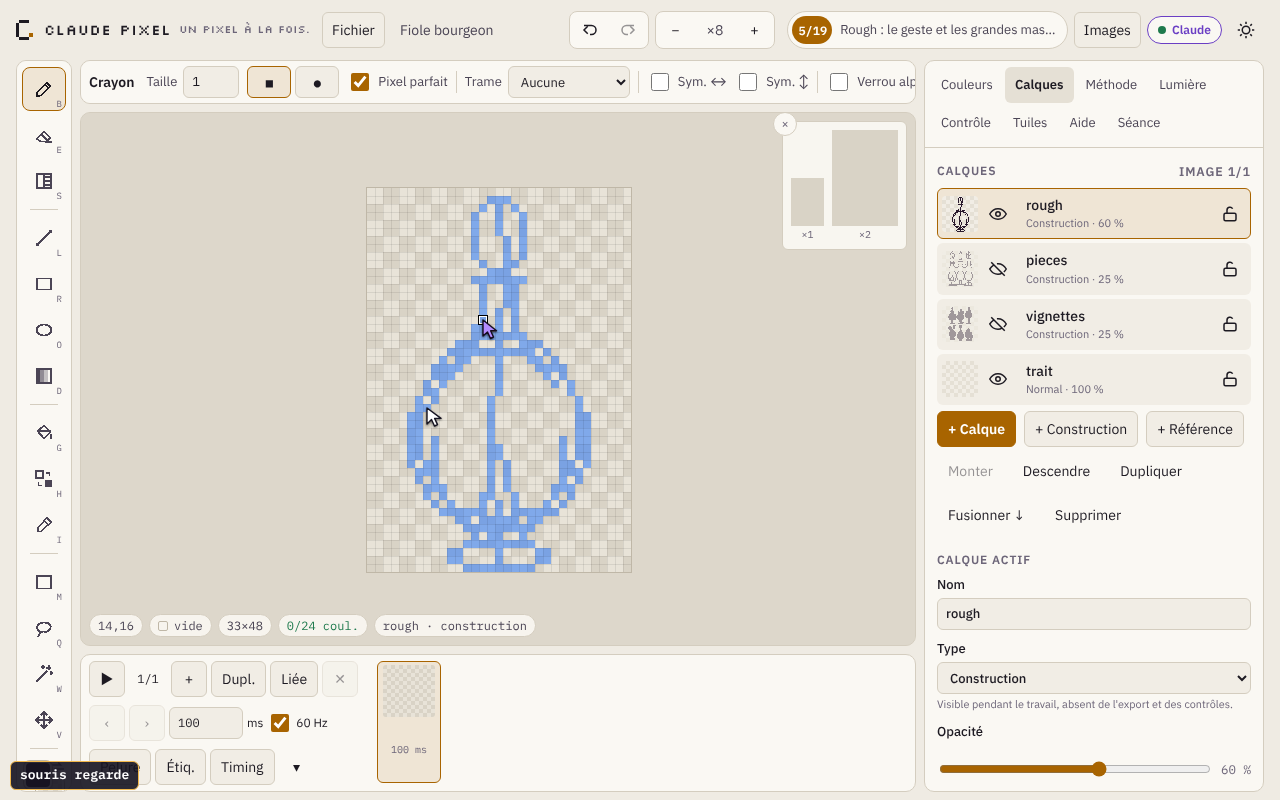 CLAUDE PIXEL UN PIXEL À LA FOIS. Fichier Fiole bourgeon − ×8 + 5/19 Rough : le geste et les grandes mas… Images Claude
Crayon Taille 1 Pixel parfait Trame Aucune Sym. ↔ Sym. ↕ Verrou alp
B
E
S
L
R
O
D
G
H
I
M
Q
W
V
×
×1 ×2
14,16 vide 33×48 0/24 coul. rough · construction
1/1 + Dupl. Liée ×
‹ › 100 ms 60 Hz
Étiq. Timing ▼
100 ms
souris regarde
Couleurs Calques Méthode Lumière
Contrôle Tuiles Aide Séance
CALQUES IMAGE 1/1
rough
Construction · 60 %
pieces
Construction · 25 %
vignettes
Construction · 25 %
trait
Normal · 100 %
+ Calque + Construction + Référence
Monter Descendre Dupliquer
Fusionner ↓ Supprimer
CALQUE ACTIF
Nom
rough
Type
Construction
Visible pendant le travail, absent de l'export et des contrôles.
Opacité
60 %